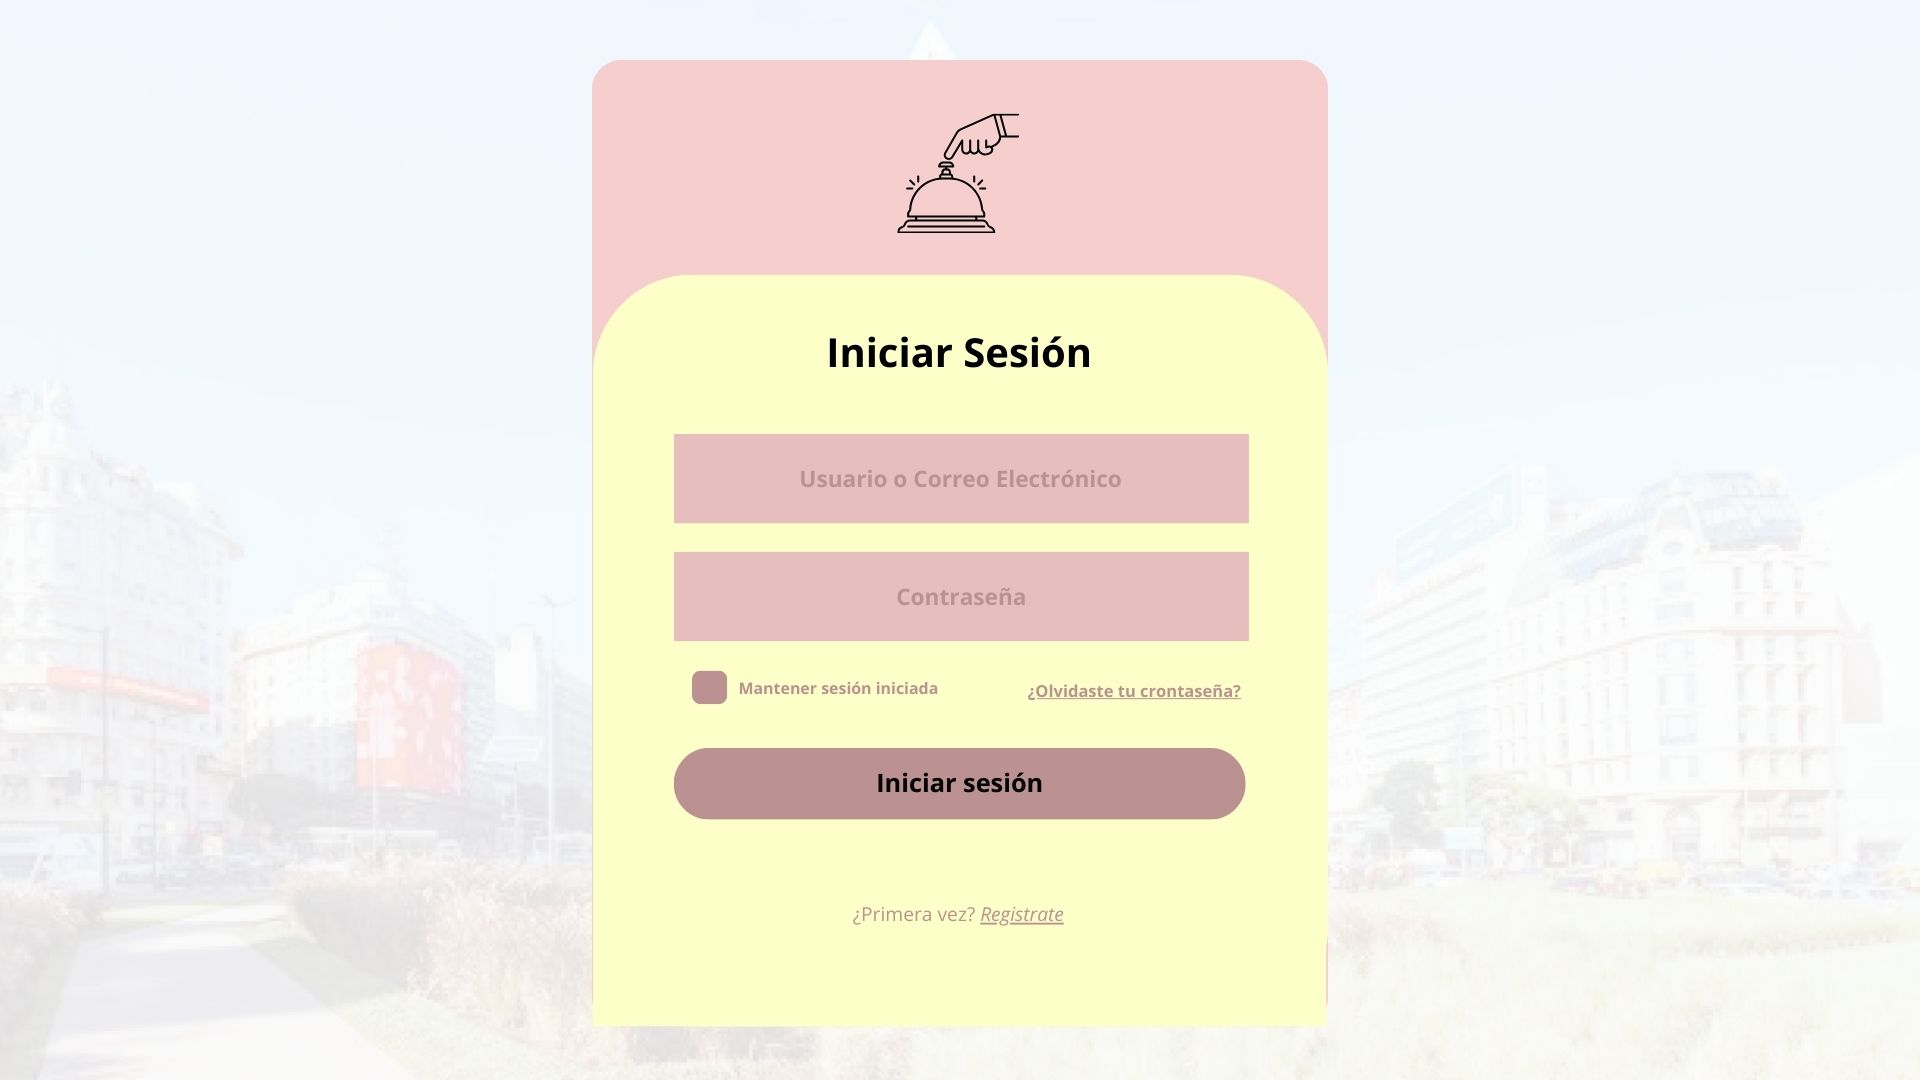 Iniciar Sesión
Usuario o Correo Electrónico
Contraseña
Mantener sesión iniciada
¿Olvidaste tu crontaseña?
Iniciar sesión
¿Primera vez? Registrate